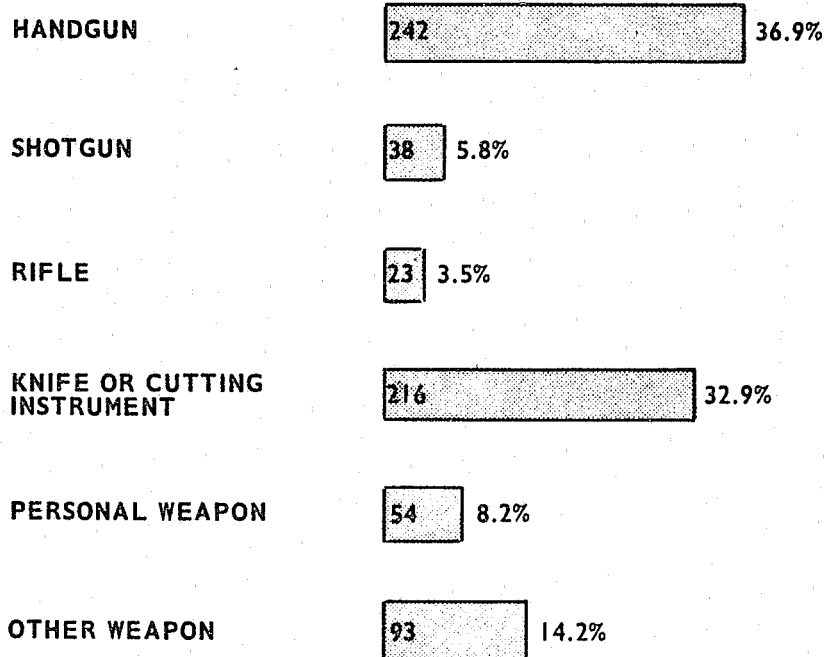 HANDGUN 242 36.9%
SHOTGUN 38 5.8%
RIFLE 23 3.5%
KNIFE OR CUTTING
INSTRUMENT 216 32.9%
PERSONAL WEAPON 54 8.2%
OTHER WEAPON 93 14.2%